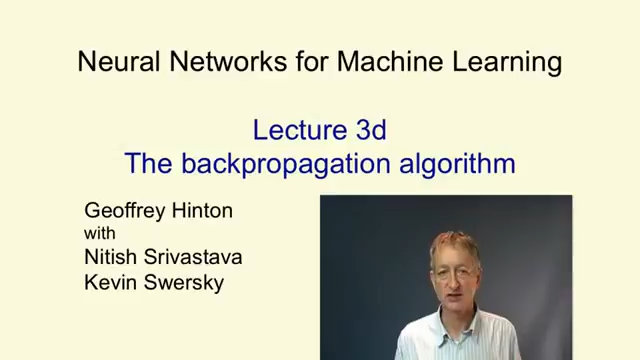 Neural Networks for Machine Learning
Lecture 3d
The backpropagation algorithm
Geoffrey Hinton
with
Nitish Srivastava
Kevin Swersky